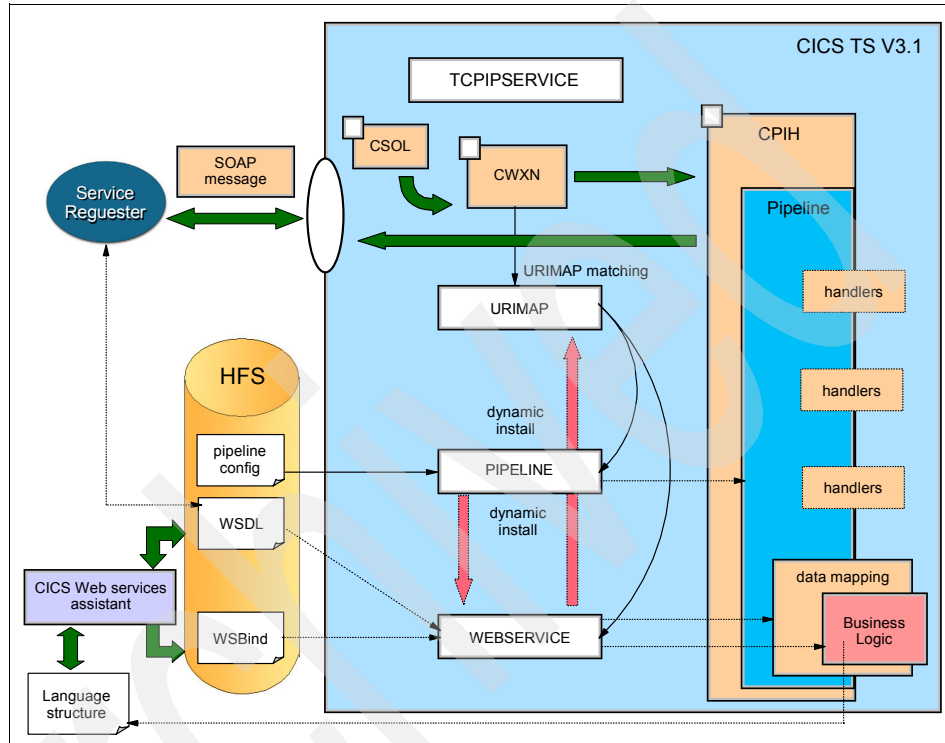 CICS TS V3.1
TCPIPSERVICE
CSOL
CPIH
SOAP
message
CWXN
Service
Reguester
Pipeline
URIMAP matching
handlers
URIMAP
HFS
handlers
dynamic
install
pipeline
config
PIPELINE
handlers
WSDL
dynamic
install
CICS Web services
assistant
data mapping
Business
Logic
WSBind
WEBSERVICE
Language
structure